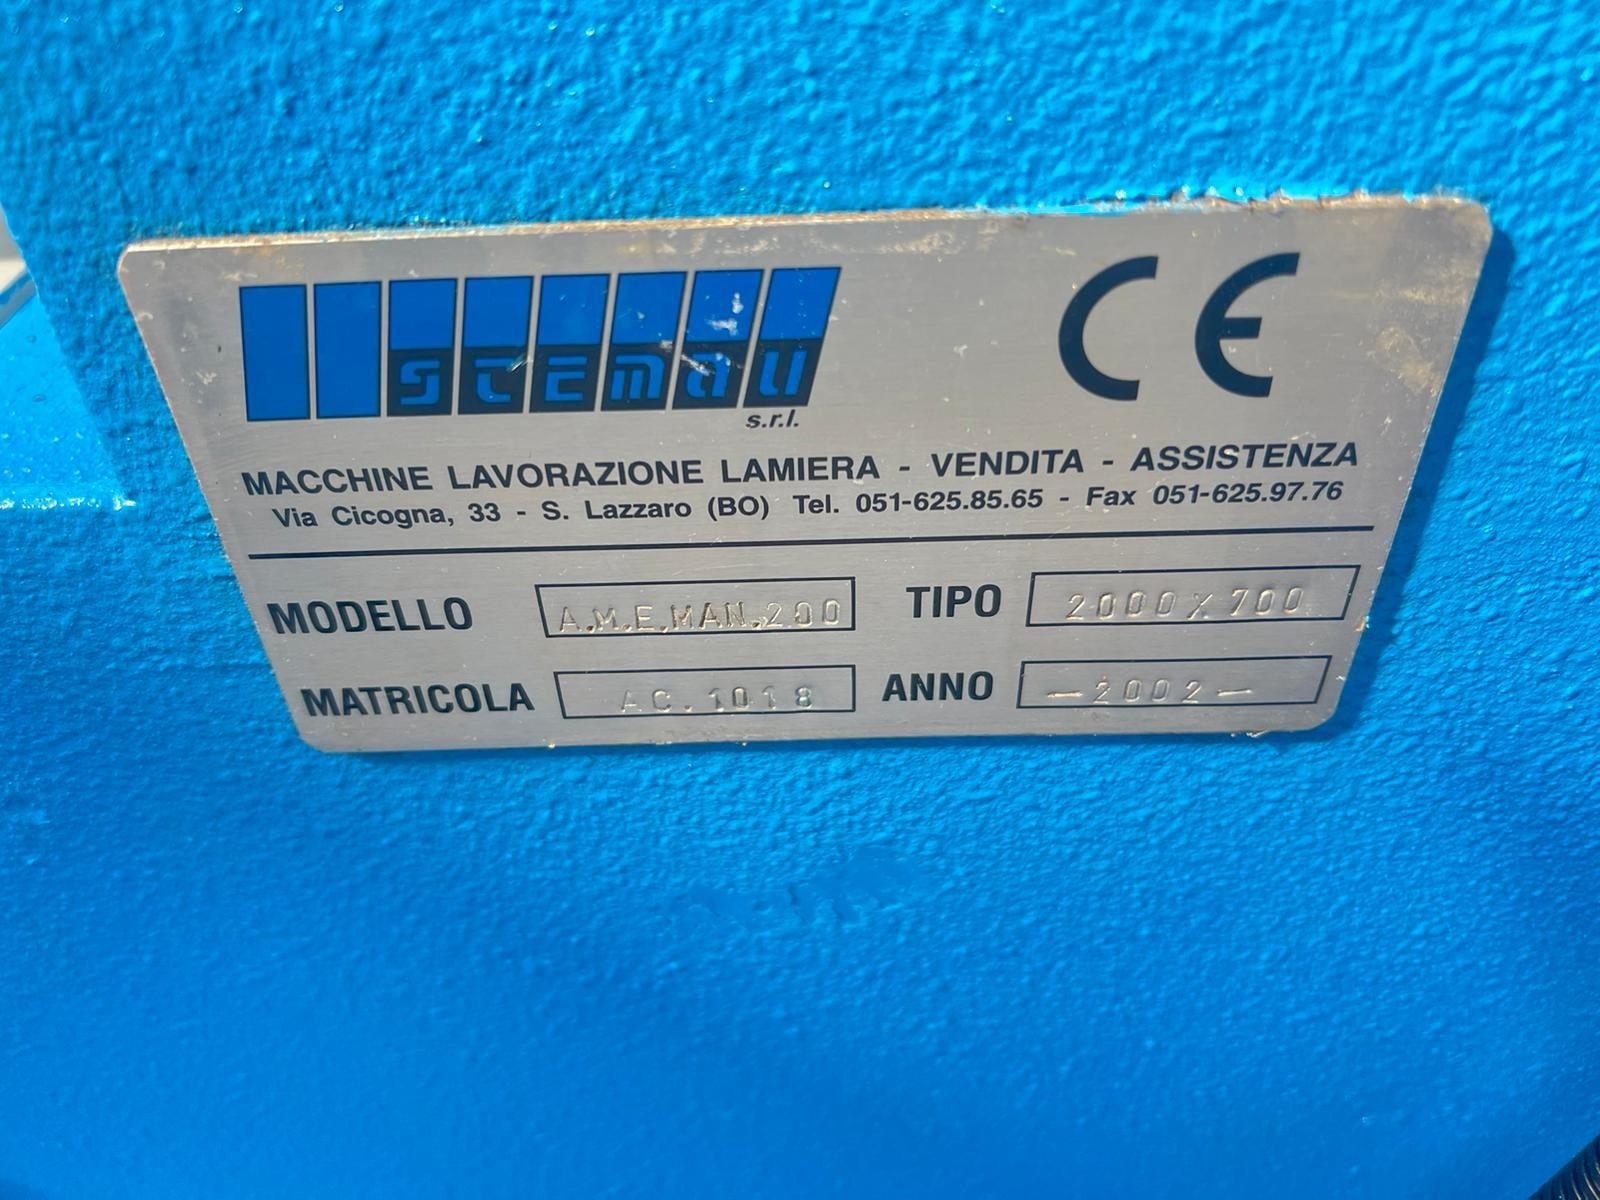 stemau
s.r.l.
CE
MACCHINE LAVORAZIONE LAMIERA - VENDITA - ASSISTENZA
Via Cicogna, 33 - S. Lazzaro (BO) Tel. 051-625.85.65 - Fax 051-625.97.76
MODELLO A.M.E.MAN.200 TIPO 2000X700
MATRICOLA AC.1018 ANNO -2002-